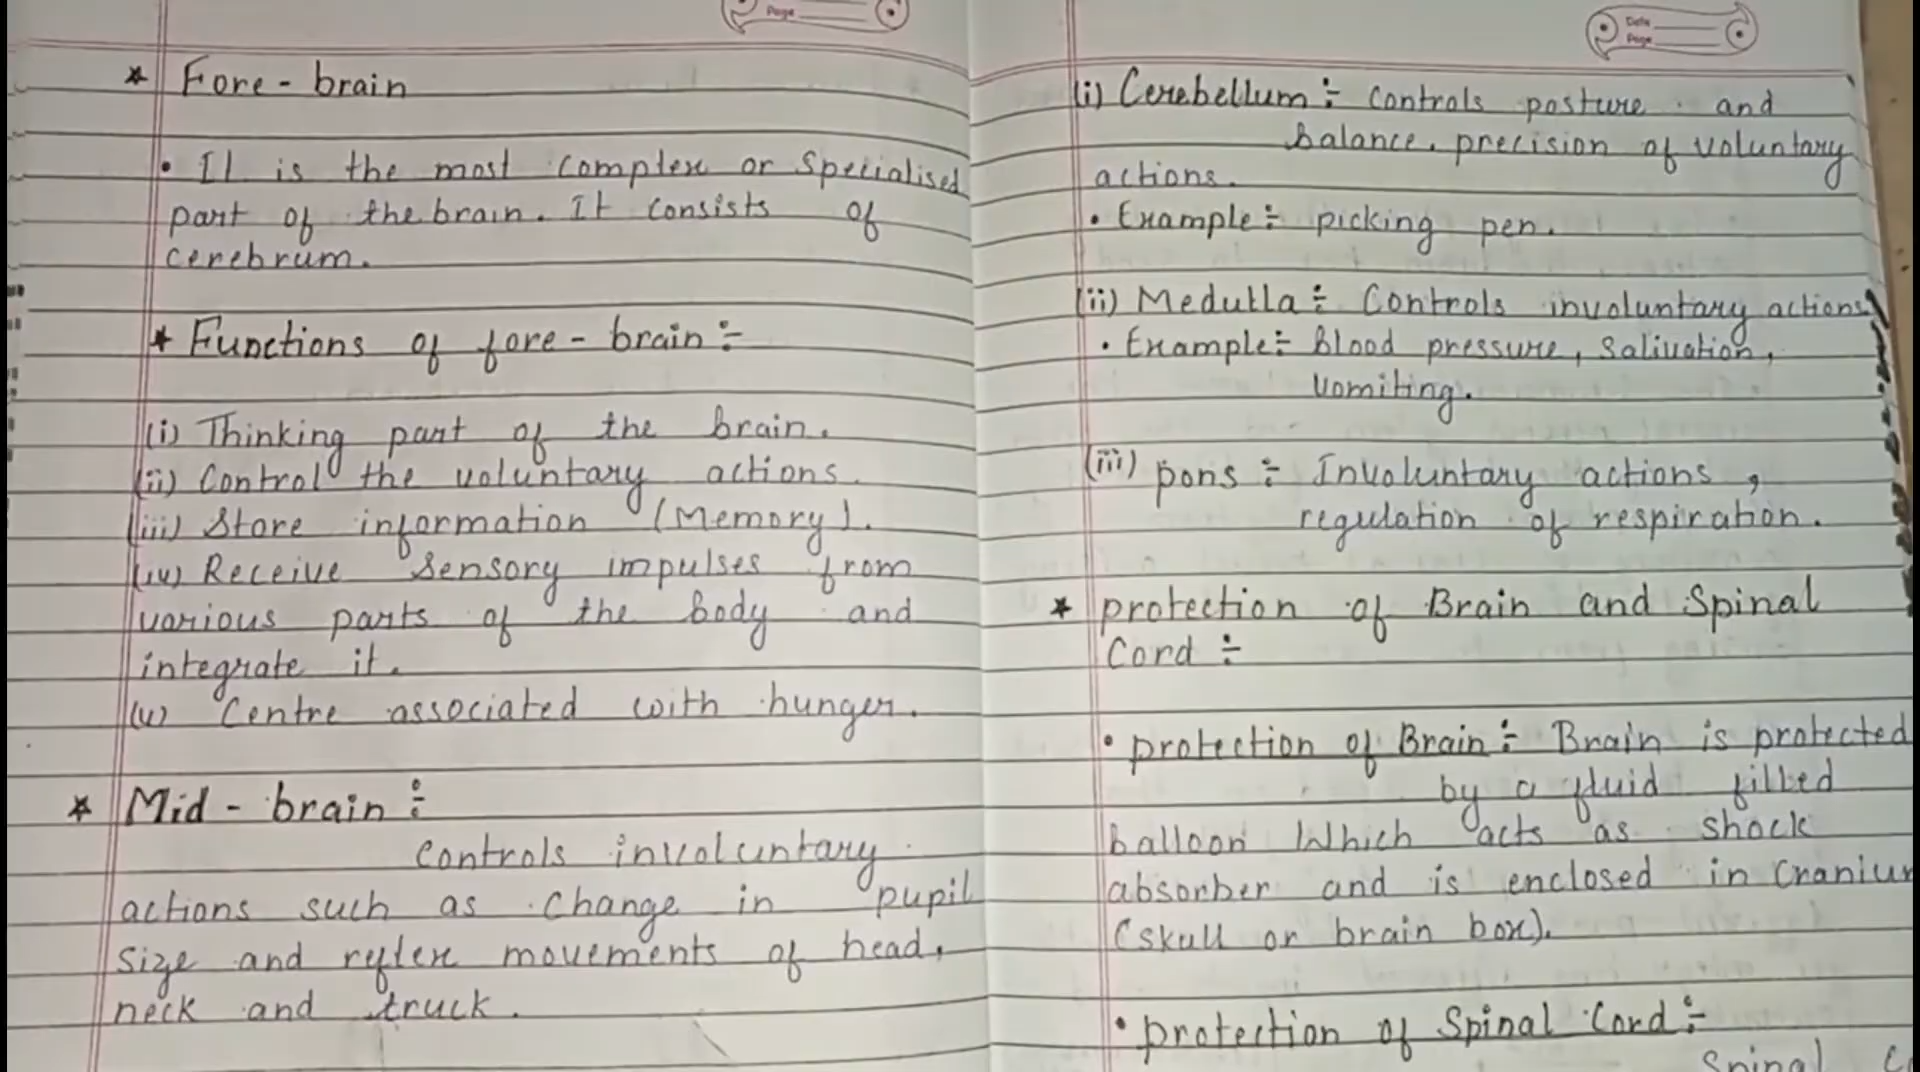 Page
* Fore - brain
• It is the most complex or specialised
part of the brain. It consists of
cerebrum.
* Functions of fore - brain ÷
(i) Thinking part of the brain.
(ii) Control the voluntary actions.
(iii) Store information (Memory).
(iv) Receive sensory impulses from
various parts of the body and
integrate it.
(v) Centre associated with hunger.
* Mid - brain ÷
controls involuntary
actions such as change in pupil
size and reflex movements of head,
neck and truck.
Date
Page
(i) Cerebellum ÷ controls posture and
balance, precision of voluntary
actions.
• Example ÷ picking pen.
(ii) Medulla ÷ Controls involuntary actions
• Example ÷ Blood pressure, salivation,
vomiting.
(iii) pons ÷ Involuntary actions,
regulation of respiration.
* protection of Brain and Spinal
Cord ÷
• protection of Brain ÷ Brain is protected
by a fluid filled
balloon which acts as shock
absorber and is enclosed in Cranium
(skull or brain box).
• protection of Spinal Cord ÷
Spinal